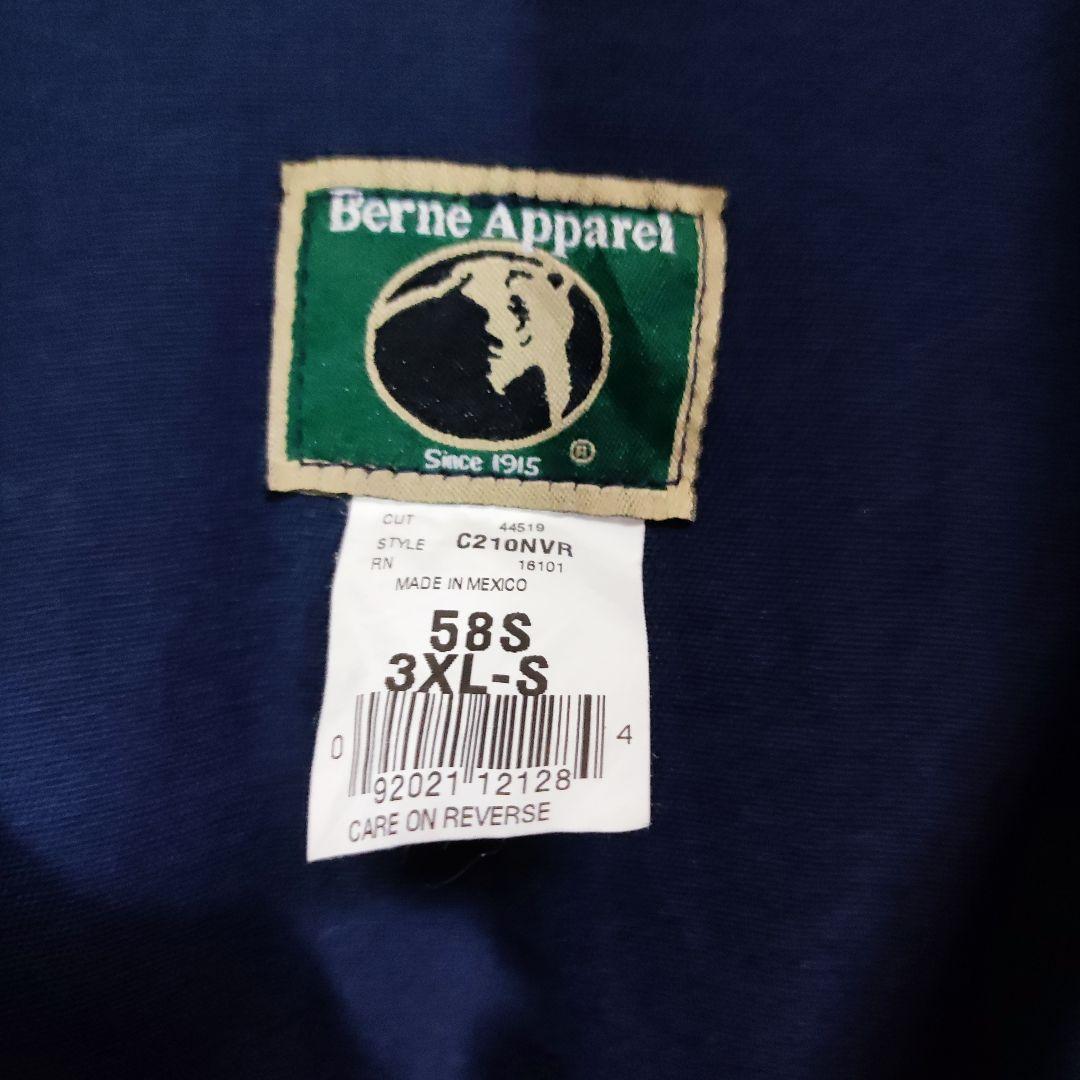 Berne Apparel
Since 1915 ®
CUT 44519
STYLE C210NVR
RN 16101
MADE IN MEXICO
58S
3XL-S
0 92021 12128 4
CARE ON REVERSE